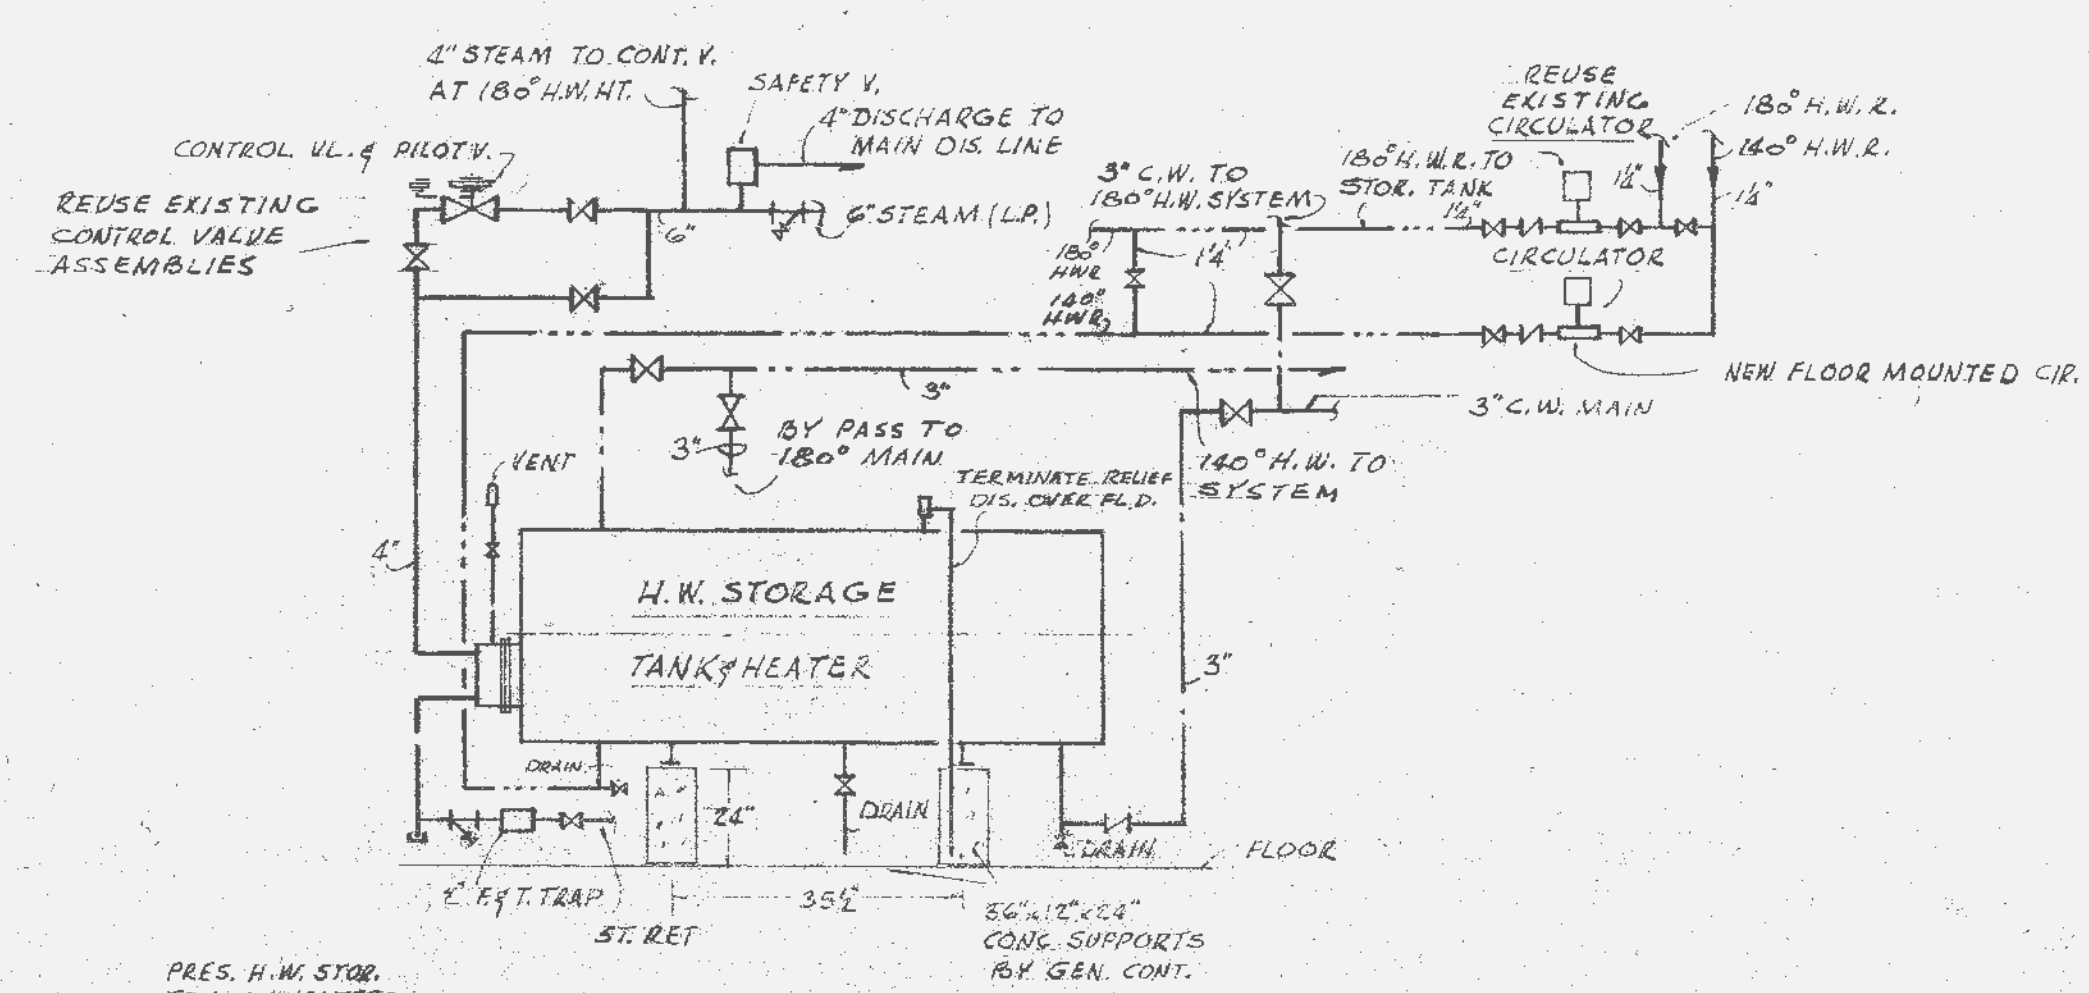 4" STEAM TO CONT. V.
AT 180° H.W. HT.
SAFETY V.
4" DISCHARGE TO
MAIN DIS. LINE
CONTROL VL. & PILOT V.
REUSE EXISTING
CONTROL VALVE
ASSEMBLIES
6"
6" STEAM (L.P.)
3" C.W. TO
180° H.W. SYSTEM
180°
HWR
1¼"
140°
HWR
180° H.W.R. TO
STOR. TANK
1¼"
REUSE
EXISTING
CIRCULATOR
180° H.W.R.
140° H.W.R.
1¼"
1¼"
CIRCULATOR
NEW FLOOR MOUNTED CIR.
3"
3" C.W. MAIN
3"
BY PASS TO
180° MAIN
140° H.W. TO
SYSTEM
VENT
TERMINATE RELIEF
DIS. OVER FL. D.
4"
H.W. STORAGE
TANK & HEATER
3"
DRAIN
24"
DRAIN
DRAIN
FLOOR
F. & T. TRAP
ST. RET
35½"
36" x 12" x 24"
CONC. SUPPORTS
BY GEN. CONT.
PRES. H.W. STOR.